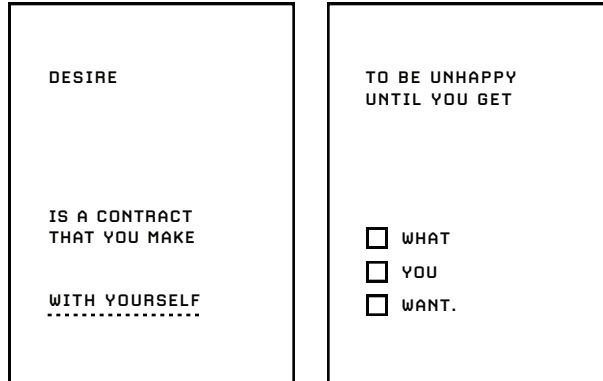 DESIRE
IS A CONTRACT
THAT YOU MAKE
WITH YOURSELF
TO BE UNHAPPY
UNTIL YOU GET
WHAT
YOU
WANT.